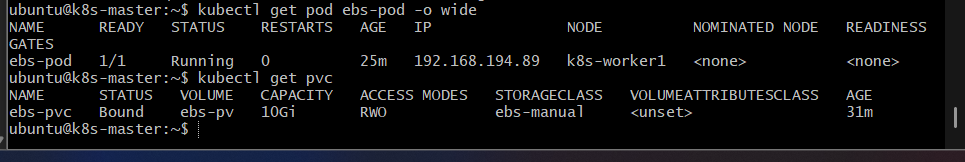 ubuntu@k8s-master:~$ kubectl get pod ebs-pod -o wide
NAME      READY   STATUS    RESTARTS   AGE   IP               NODE          NOMINATED NODE   READINESS
GATES
ebs-pod   1/1     Running   0          25m   192.168.194.89   k8s-worker1   <none>           <none>
ubuntu@k8s-master:~$ kubectl get pvc
NAME      STATUS   VOLUME   CAPACITY   ACCESS MODES   STORAGECLASS   VOLUMEATTRIBUTESCLASS   AGE
ebs-pvc   Bound    ebs-pv   10Gi       RWO            ebs-manual     <unset>                 31m
ubuntu@k8s-master:~$